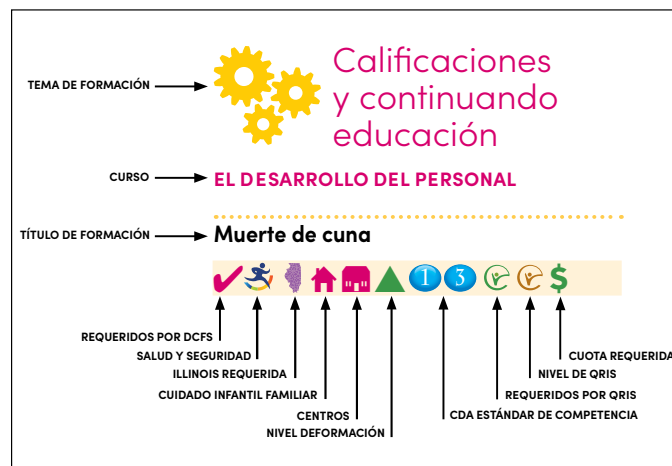 Calificaciones
y continuando
educación
TEMA DE FORMACIÓN
CURSO
EL DESARROLLO DEL PERSONAL
TÍTULO DE FORMACIÓN
Muerte de cuna
1 3 $
REQUERIDOS POR DCFS
CUOTA REQUERIDA
SALUD Y SEGURIDAD
NIVEL DE QRIS
ILLINOIS REQUERIDA
CUIDADO INFANTIL FAMILIAR
REQUERIDOS POR QRIS
CENTROS
CDA ESTÁNDAR DE COMPETENCIA
NIVEL DEFORMACIÓN